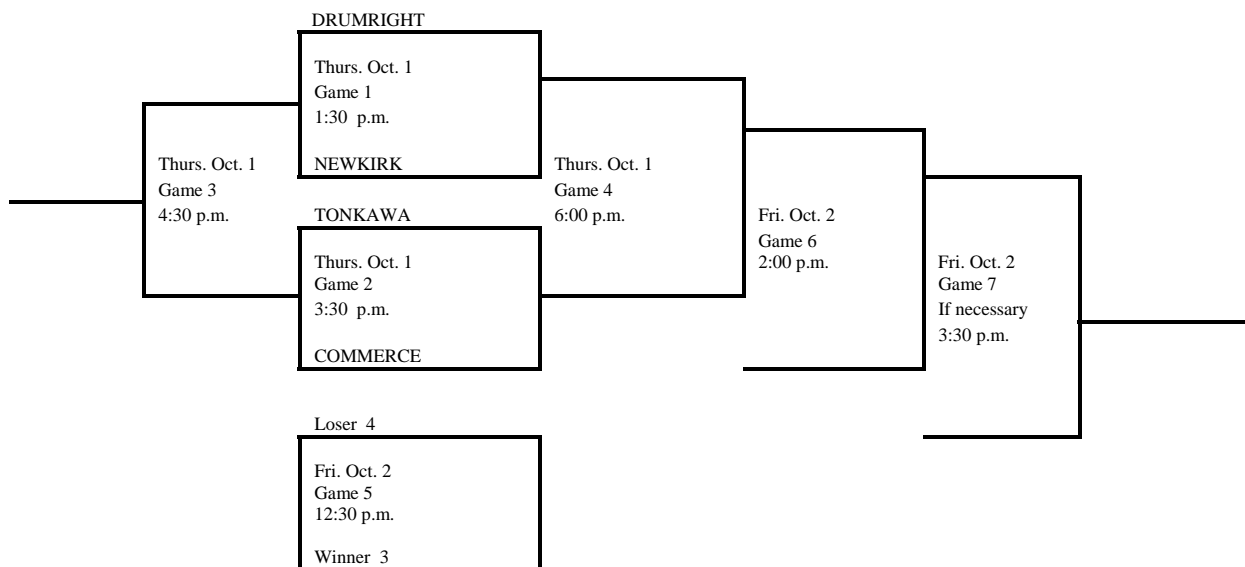 DRUMRIGHT
Thurs. Oct. 1
Game 1
1:30 p.m.
NEWKIRK
Thurs. Oct. 1
Game 3
4:30 p.m.
Thurs. Oct. 1
Game 4
6:00 p.m.
TONKAWA
Thurs. Oct. 1
Game 2
3:30 p.m.
COMMERCE
Fri. Oct. 2
Game 6
2:00 p.m.
Fri. Oct. 2
Game 7
If necessary
3:30 p.m.
Loser 4
Fri. Oct. 2
Game 5
12:30 p.m.
Winner 3